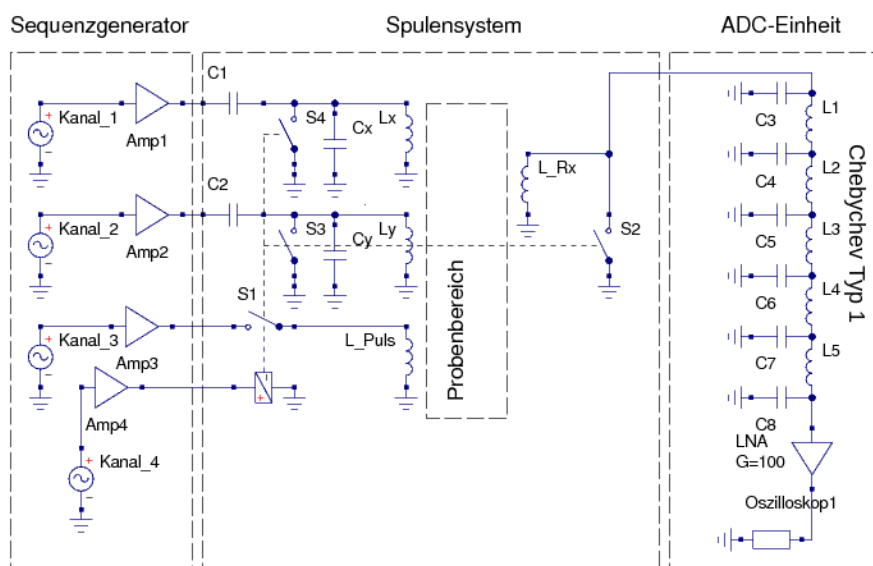 Sequenzgenerator
Spulensystem
ADC-Einheit
C1
Kanal_1
Amp1
S4
Cx
Lx
C2
Kanal_2
Amp2
S3
Cy
Ly
S1
Kanal_3
Amp3
L_Puls
Amp4
Kanal_4
Probenbereich
L_Rx
S2
C3
L1
C4
L2
C5
L3
C6
L4
C7
L5
C8
Chebychev Typ 1
LNA
G=100
Oszilloskop1